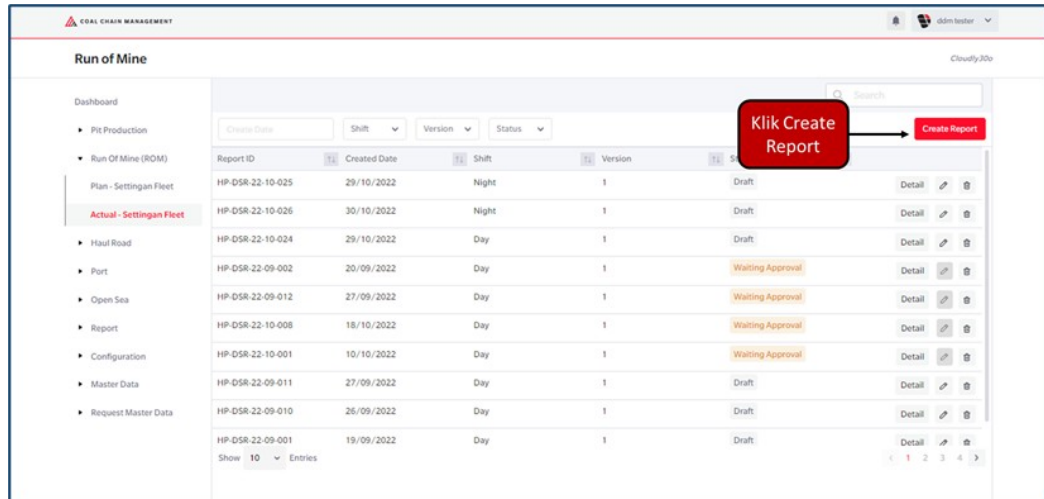 COAL CHAIN MANAGEMENT
ddm tester
Run of Mine
Cloudly30o
Search
Dashboard
Pit Production
Run Of Mine (ROM)
Plan - Settingan Fleet
Actual - Settingan Fleet
Haul Road
Port
Open Sea
Report
Configuration
Master Data
Request Master Data
Create Date Shift Version Status
Klik Create
Report
Create Report
Report ID Created Date Shift Version
HP-DSR-22-10-025 29/10/2022 Night 1 Draft Detail
HP-DSR-22-10-026 30/10/2022 Night 1 Draft Detail
HP-DSR-22-10-024 29/10/2022 Day 1 Draft Detail
HP-DSR-22-09-002 20/09/2022 Day 1 Waiting Approval Detail
HP-DSR-22-09-012 27/09/2022 Day 1 Waiting Approval Detail
HP-DSR-22-10-008 18/10/2022 Day 1 Waiting Approval Detail
HP-DSR-22-10-001 10/10/2022 Day 1 Waiting Approval Detail
HP-DSR-22-09-011 27/09/2022 Day 1 Draft Detail
HP-DSR-22-09-010 26/09/2022 Day 1 Draft Detail
HP-DSR-22-09-001 19/09/2022 Day 1 Draft Detail
Show 10 Entries
1 2 3 4